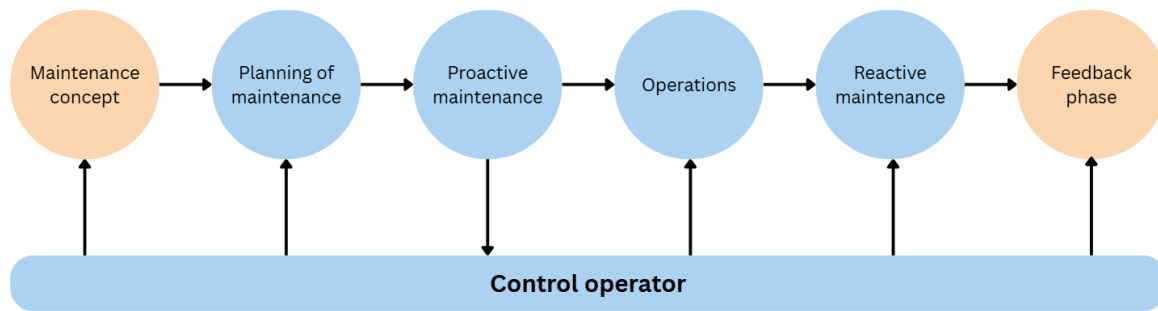 Maintenance
concept
Planning of
maintenance
Proactive
maintenance
Operations
Reactive
maintenance
Feedback
phase
Control operator